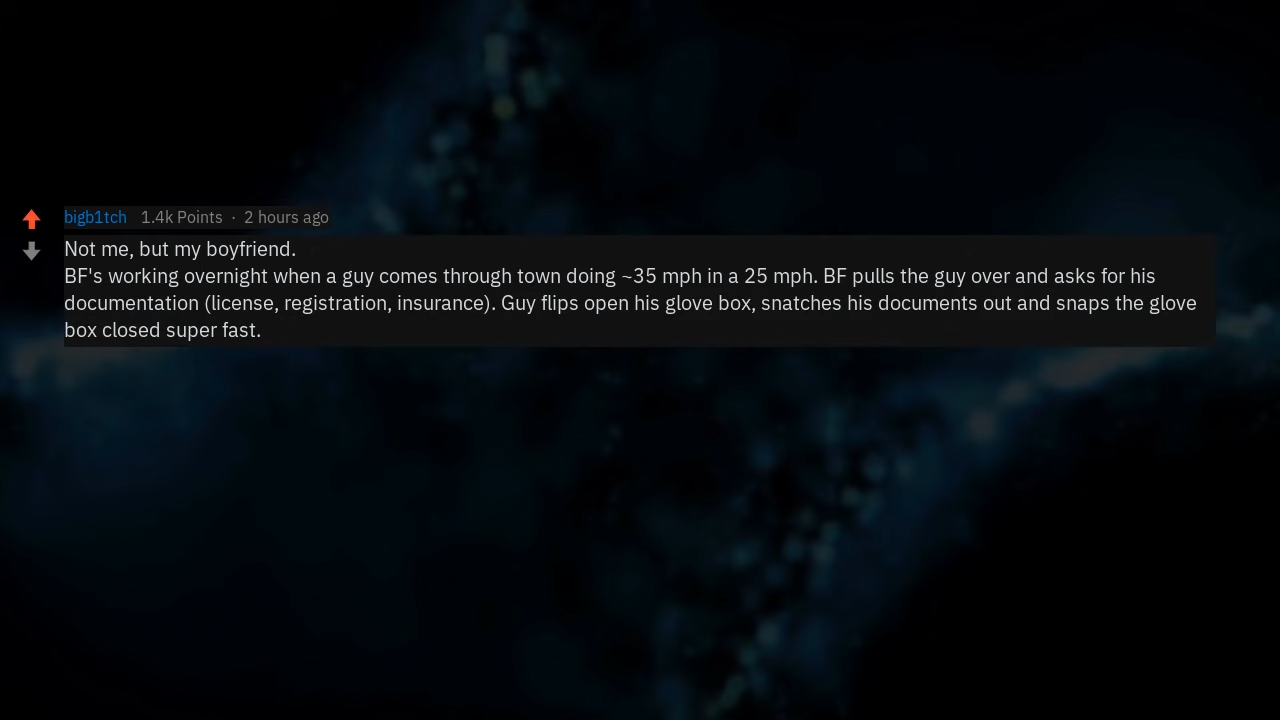 bigb1tch 1.4k Points · 2 hours ago
Not me, but my boyfriend.
BF's working overnight when a guy comes through town doing ~35 mph in a 25 mph. BF pulls the guy over and asks for his
documentation (license, registration, insurance). Guy flips open his glove box, snatches his documents out and snaps the glove
box closed super fast.